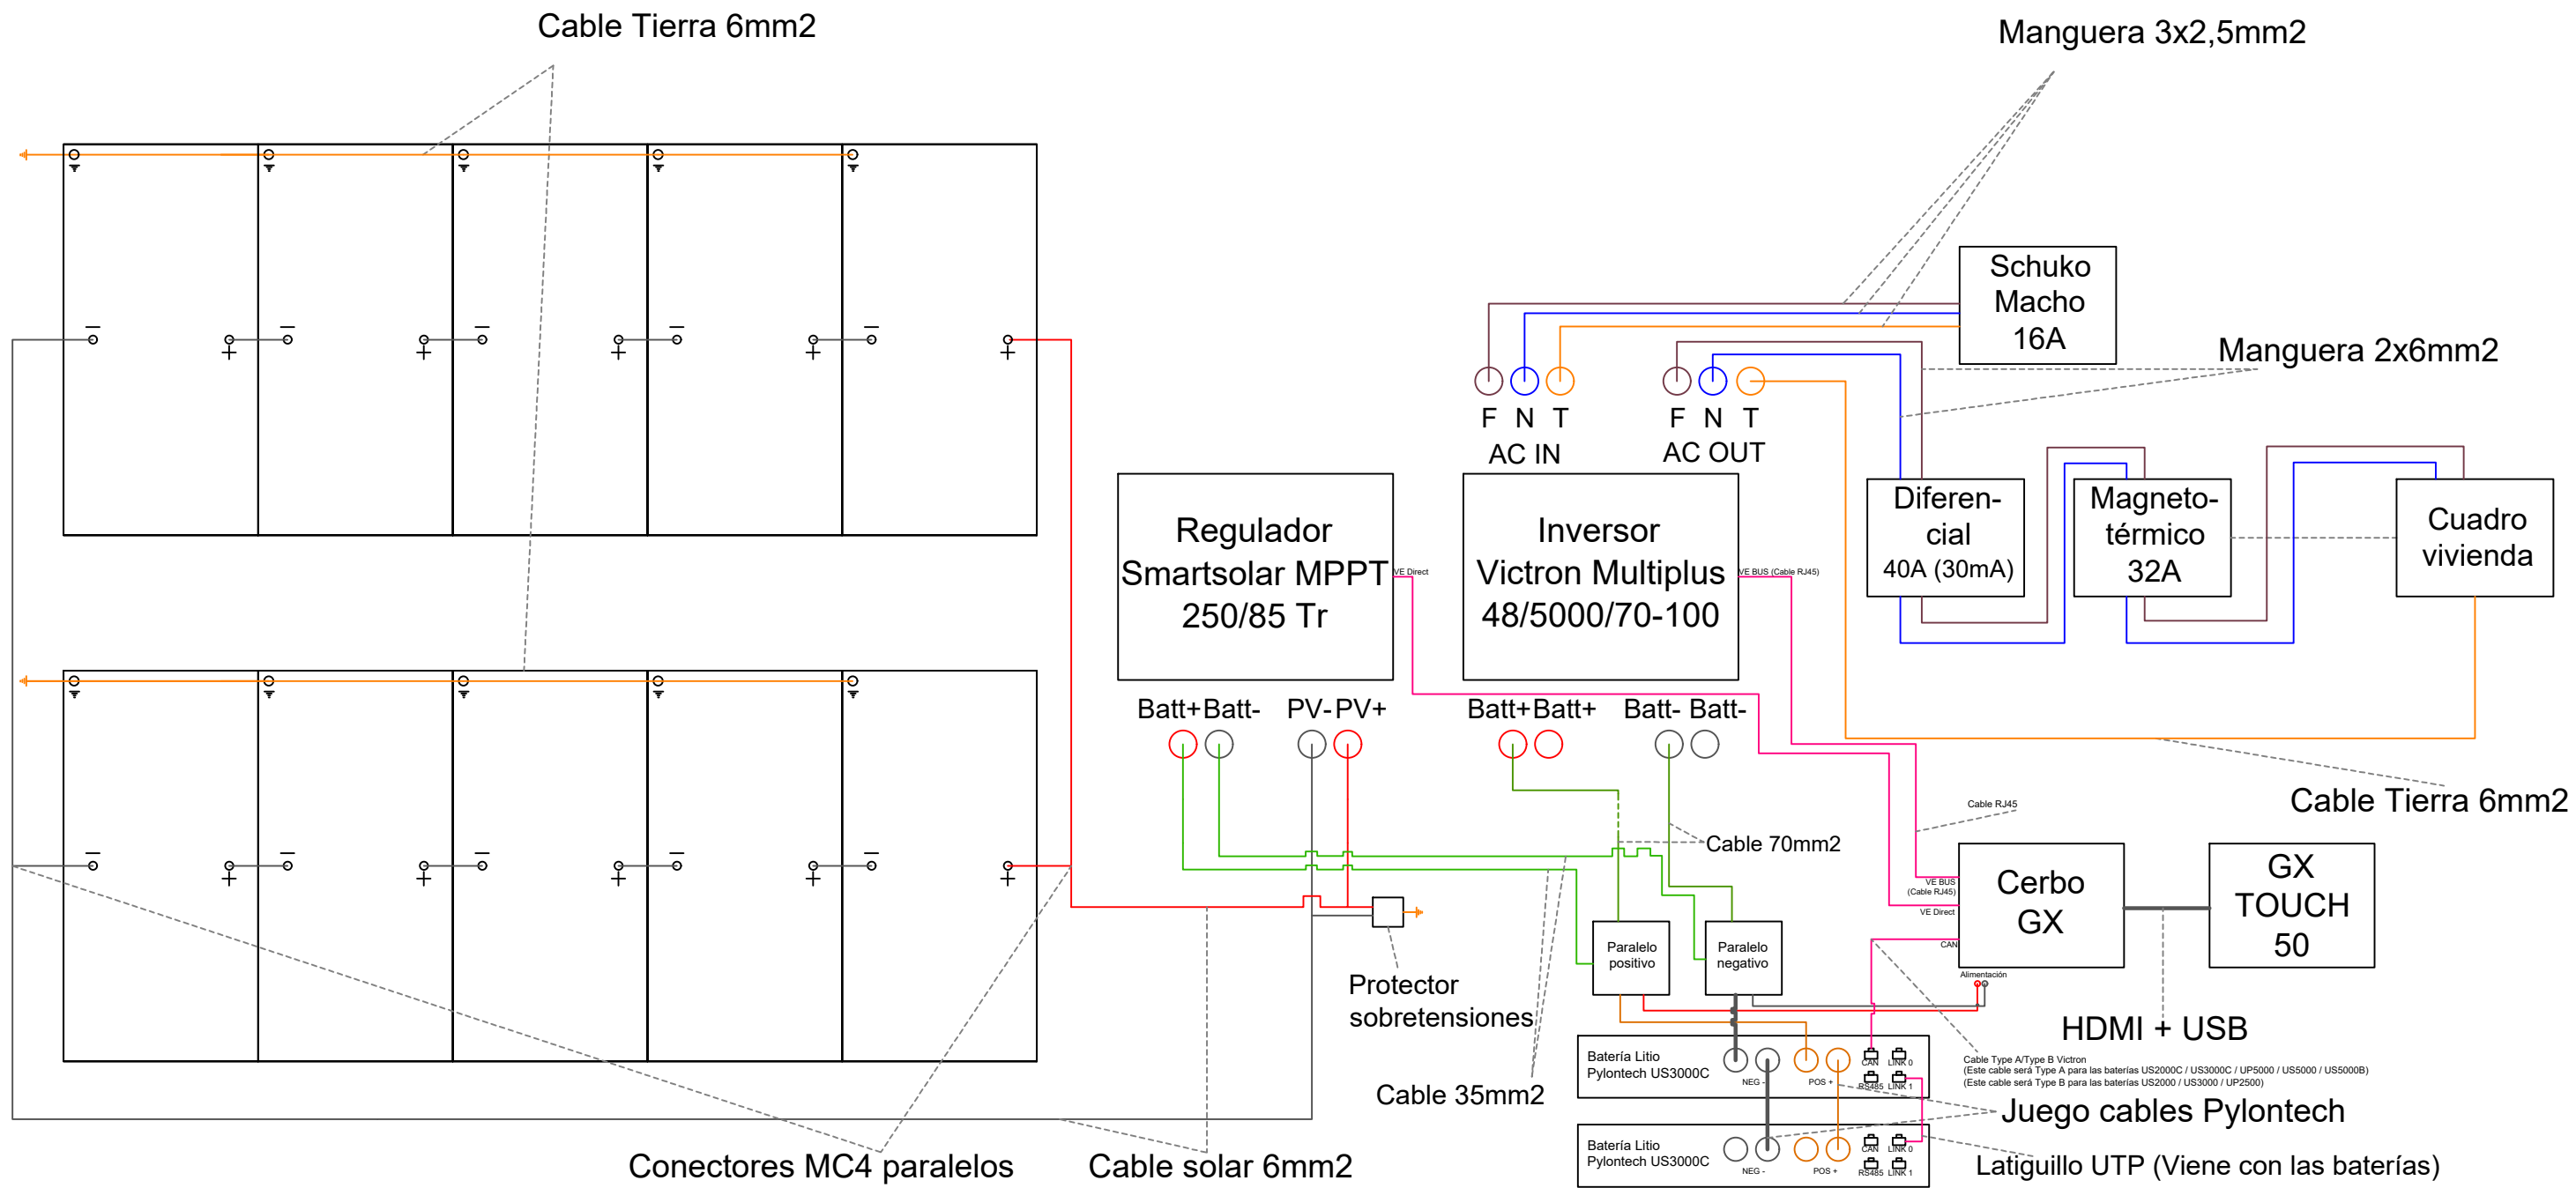 Cable Tierra 6mm2
Manguera 3x2,5mm2
Schuko
Macho
16A
Manguera 2x6mm2
F N T
AC IN
F N T
AC OUT
Regulador
Smartsolar MPPT
250/85 Tr
VE Direct
Inversor
Victron Multiplus
48/5000/70-100
VE BUS (Cable RJ45)
Diferen-
cial
40A (30mA)
Magneto-
térmico
32A
Cuadro
vivienda
Batt+ Batt-
PV- PV+
Batt+ Batt+
Batt- Batt-
Cable Tierra 6mm2
Cable RJ45
Cable 70mm2
VE BUS
(Cable RJ45)
VE Direct
CAN
Cerbo
GX
GX
TOUCH
50
Alimentación
Paralelo
positivo
Paralelo
negativo
Protector
sobretensiones
HDMI + USB
Cable 35mm2
Batería Litio
Pylontech US3000C
NEG -
POS +
CAN LINK 0
RS485 LINK 1
Cable Type A/Type B Victron
(Este cable será Type A para las baterías US2000C / US3000C / UP5000 / US5000 / US5000B)
(Este cable será Type B para las baterías US2000 / US3000 / UP2500)
Juego cables Pylontech
Batería Litio
Pylontech US3000C
NEG -
POS +
CAN LINK 0
RS485 LINK 1
Latiguillo UTP (Viene con las baterías)
Conectores MC4 paralelos
Cable solar 6mm2